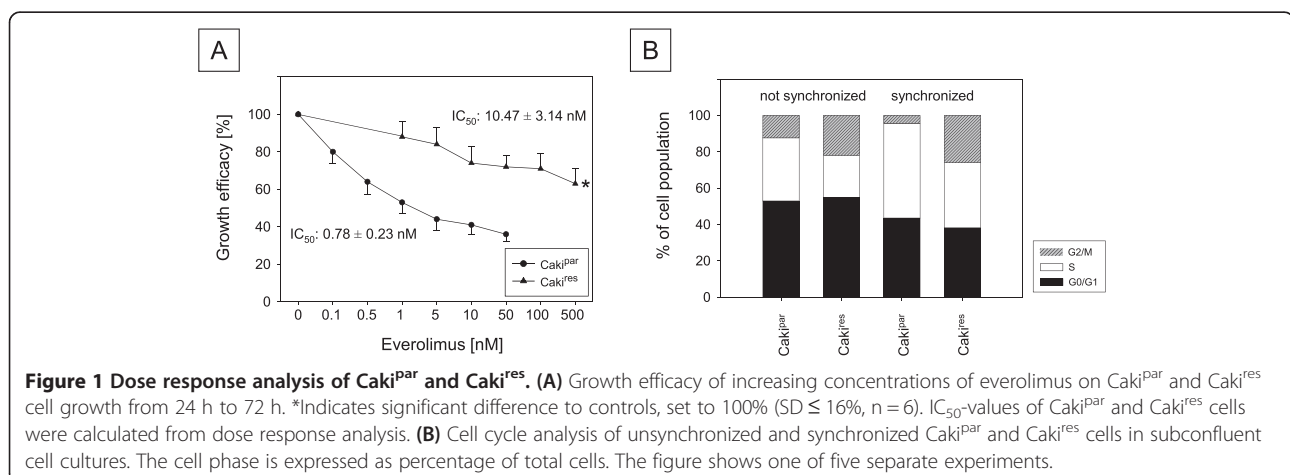 A
Growth efficacy [%]
100
80
60
40
20
0
IC50: 10.47 ± 3.14 nM
*
IC50: 0.78 ± 0.23 nM
Cakipar
Cakires
0 0.1 0.5 1 5 10 50 100 500
Everolimus [nM]
B
% of cell population
not synchronized synchronized
100
80
60
40
20
0
G2/M
S
G0/G1
Cakipar Cakires Cakipar Cakires
Figure 1 Dose response analysis of Cakipar and Cakires. (A) Growth efficacy of increasing concentrations of everolimus on Cakipar and Cakires
cell growth from 24 h to 72 h. *Indicates significant difference to controls, set to 100% (SD ≤ 16%, n = 6). IC50-values of Cakipar and Cakires cells
were calculated from dose response analysis. (B) Cell cycle analysis of unsynchronized and synchronized Cakipar and Cakires cells in subconfluent
cell cultures. The cell phase is expressed as percentage of total cells. The figure shows one of five separate experiments.